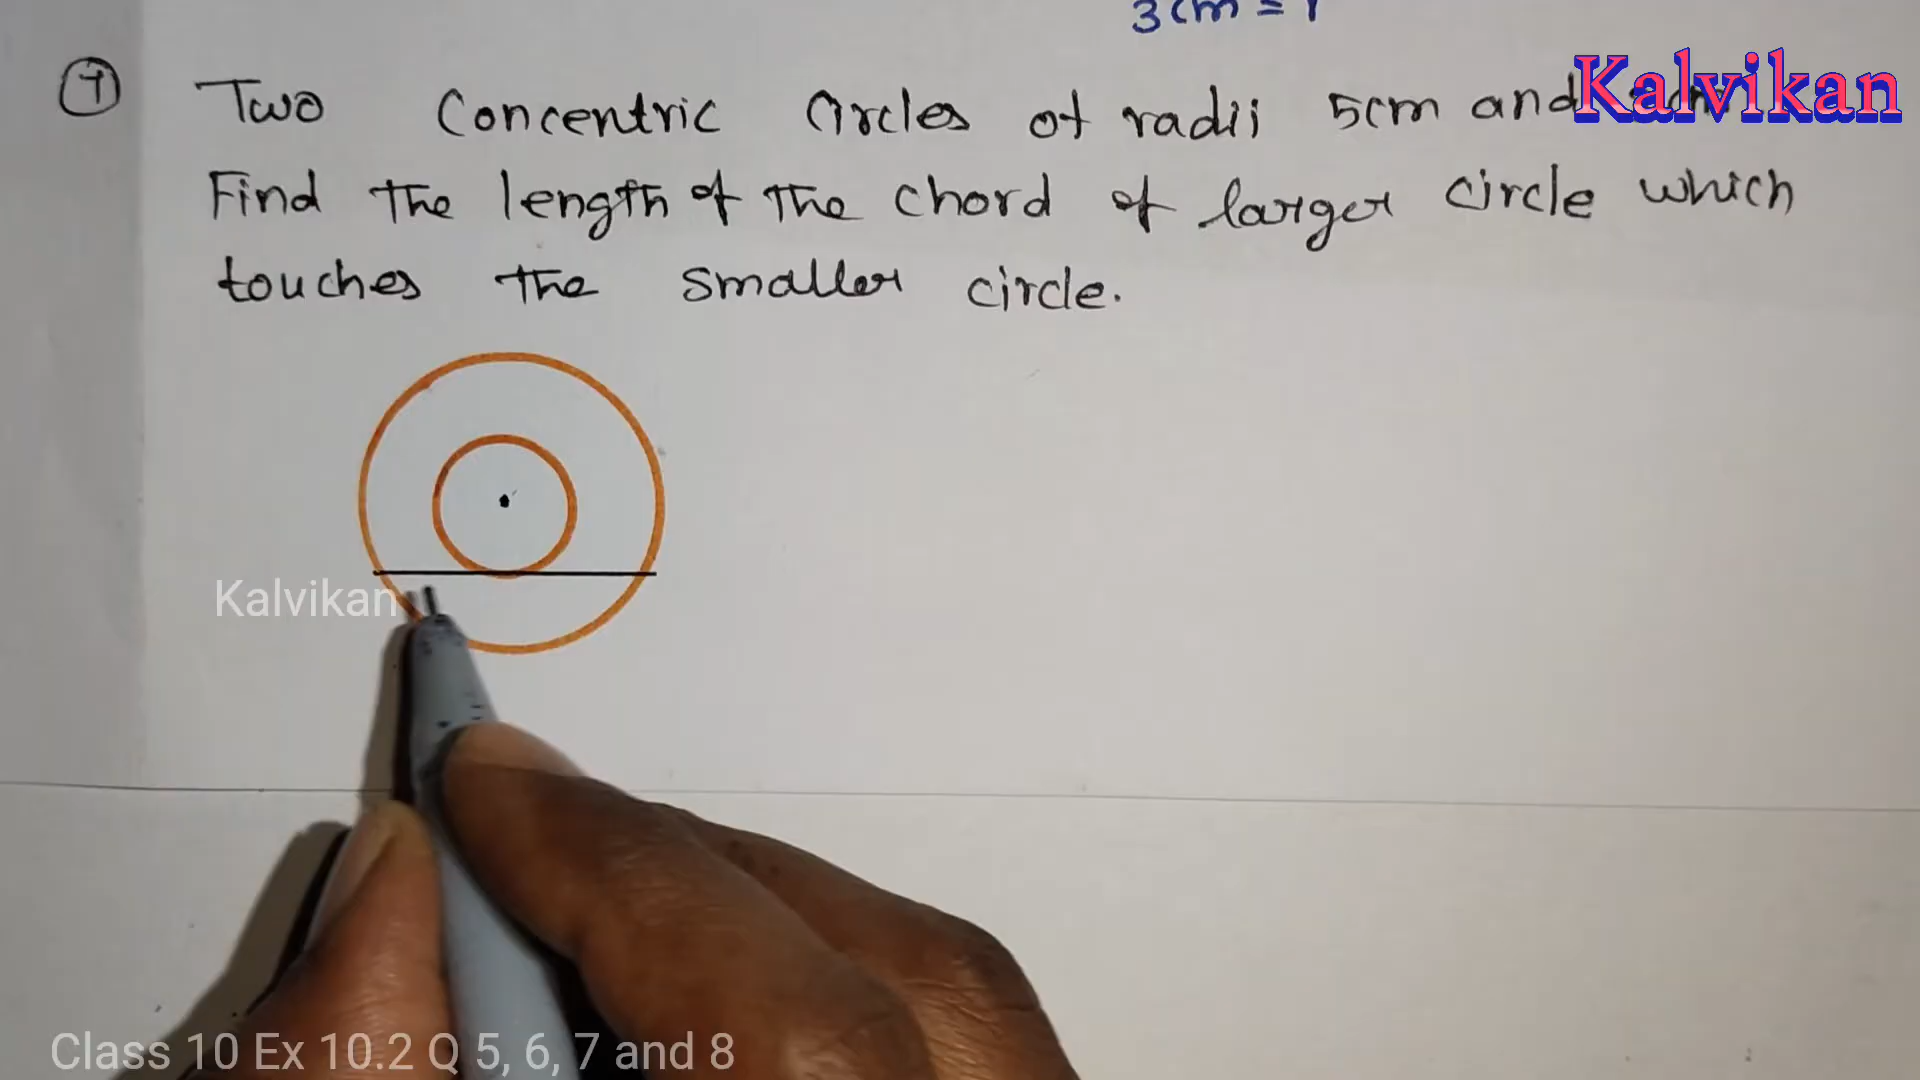 3cm = r
7 Two Concentric Circles of radii 5cm and
Kalvikan
Find the length of the chord of larger circle which
touches the smaller circle.
Kalvikan
Class 10 Ex 10.2 Q 5, 6, 7 and 8